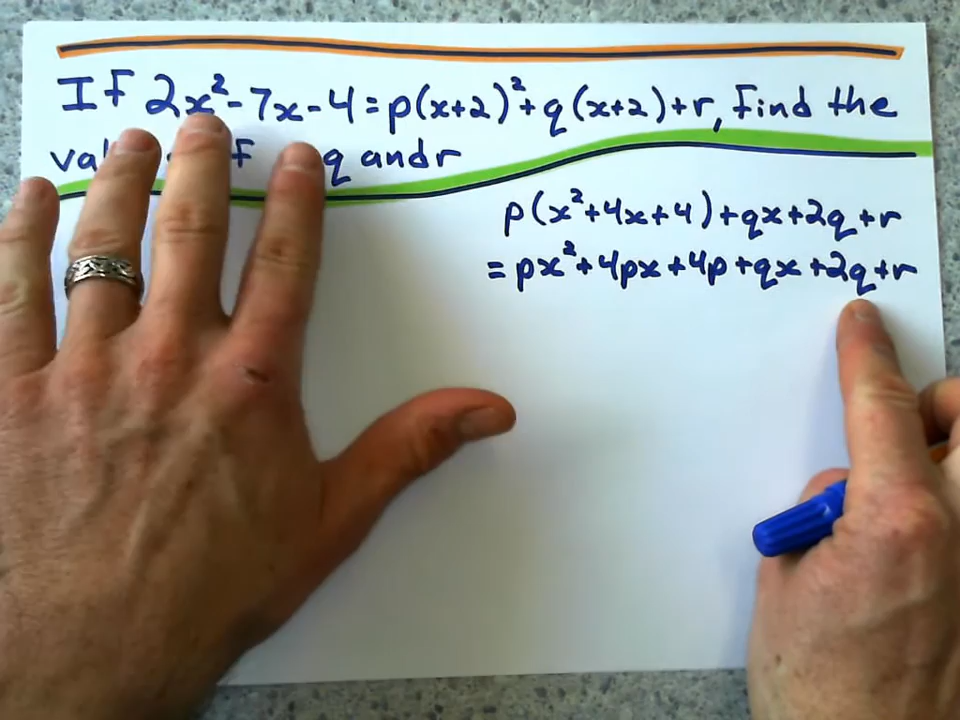 If 2x²-7x-4=p(x+2)²+q(x+2)+r, find the
q and r
p(x²+4x+4)+qx+2q+r
=px²+4px+4p+qx+2q+r